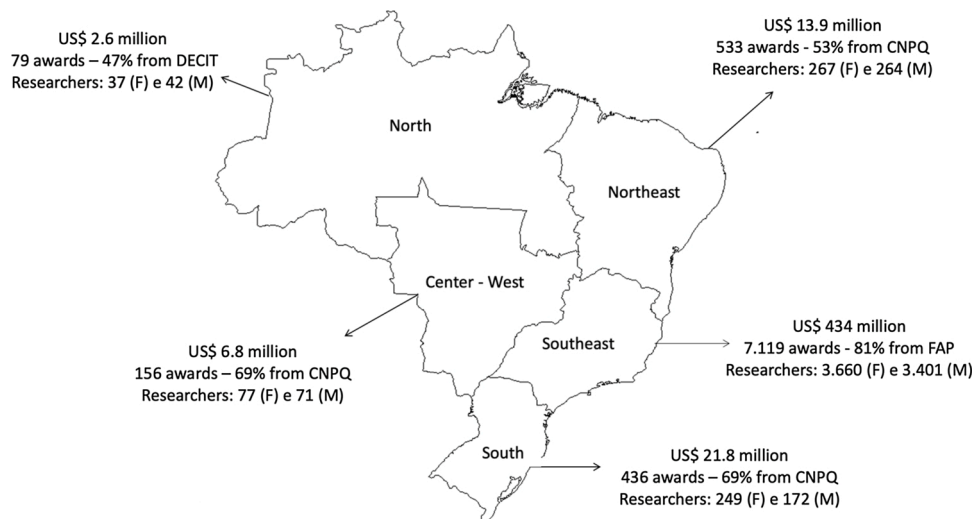 US$ 2.6 million
79 awards – 47% from DECIT
Researchers: 37 (F) e 42 (M)
US$ 13.9 million
533 awards - 53% from CNPQ
Researchers: 267 (F) e 264 (M)
North
Northeast
Center - West
US$ 6.8 million
156 awards – 69% from CNPQ
Researchers: 77 (F) e 71 (M)
Southeast
US$ 434 million
7.119 awards - 81% from FAP
Researchers: 3.660 (F) e 3.401 (M)
South
US$ 21.8 million
436 awards – 69% from CNPQ
Researchers: 249 (F) e 172 (M)